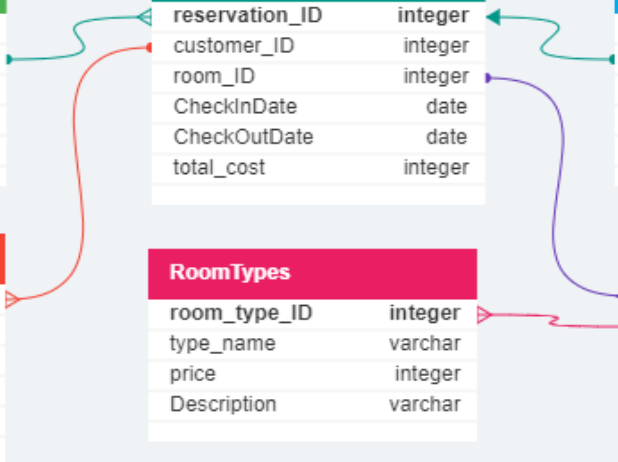 reservation_ID integer
customer_ID integer
room_ID integer
CheckInDate date
CheckOutDate date
total_cost integer
RoomTypes
room_type_ID integer
type_name varchar
price integer
Description varchar